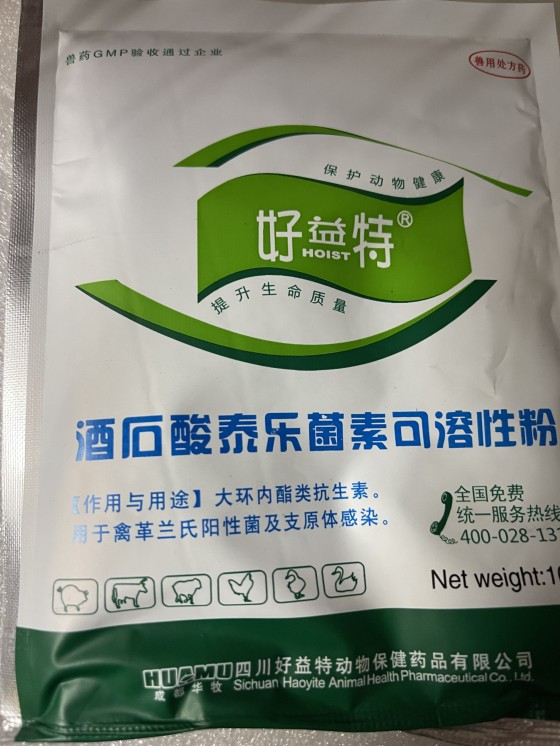 兽药GMP验收通过企业
兽用处方药
保护动物健康
好益特®
HOIST
提升生命质量
酒石酸泰乐菌素可溶性粉
【作用与用途】大环内酯类抗生素。
用于禽革兰氏阳性菌及支原体感染。
全国免费
统一服务热线
400-028-13
Net weight:1
HUAMU
成都华牧
四川好益特动物保健药品有限公司
Sichuan Haoyite Animal Health Pharmaceutical Co., Ltd.